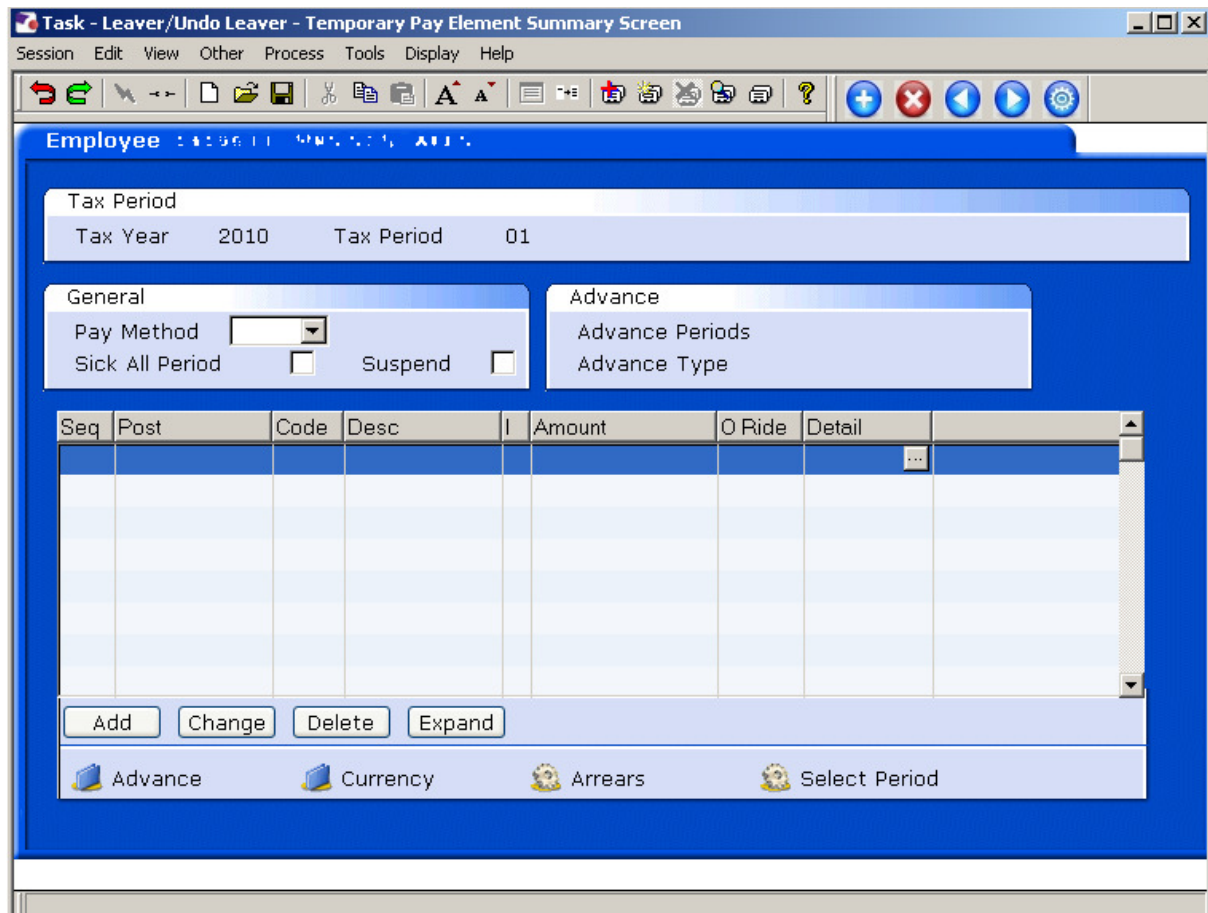 Task - Leaver/Undo Leaver - Temporary Pay Element Summary Screen
Session Edit View Other Process Tools Display Help
Employee
Tax Period
Tax Year 2010 Tax Period 01
General Advance
Pay Method Advance Periods
Sick All Period Suspend Advance Type
Seq Post Code Desc I Amount O Ride Detail
...
Add Change Delete Expand
Advance Currency Arrears Select Period